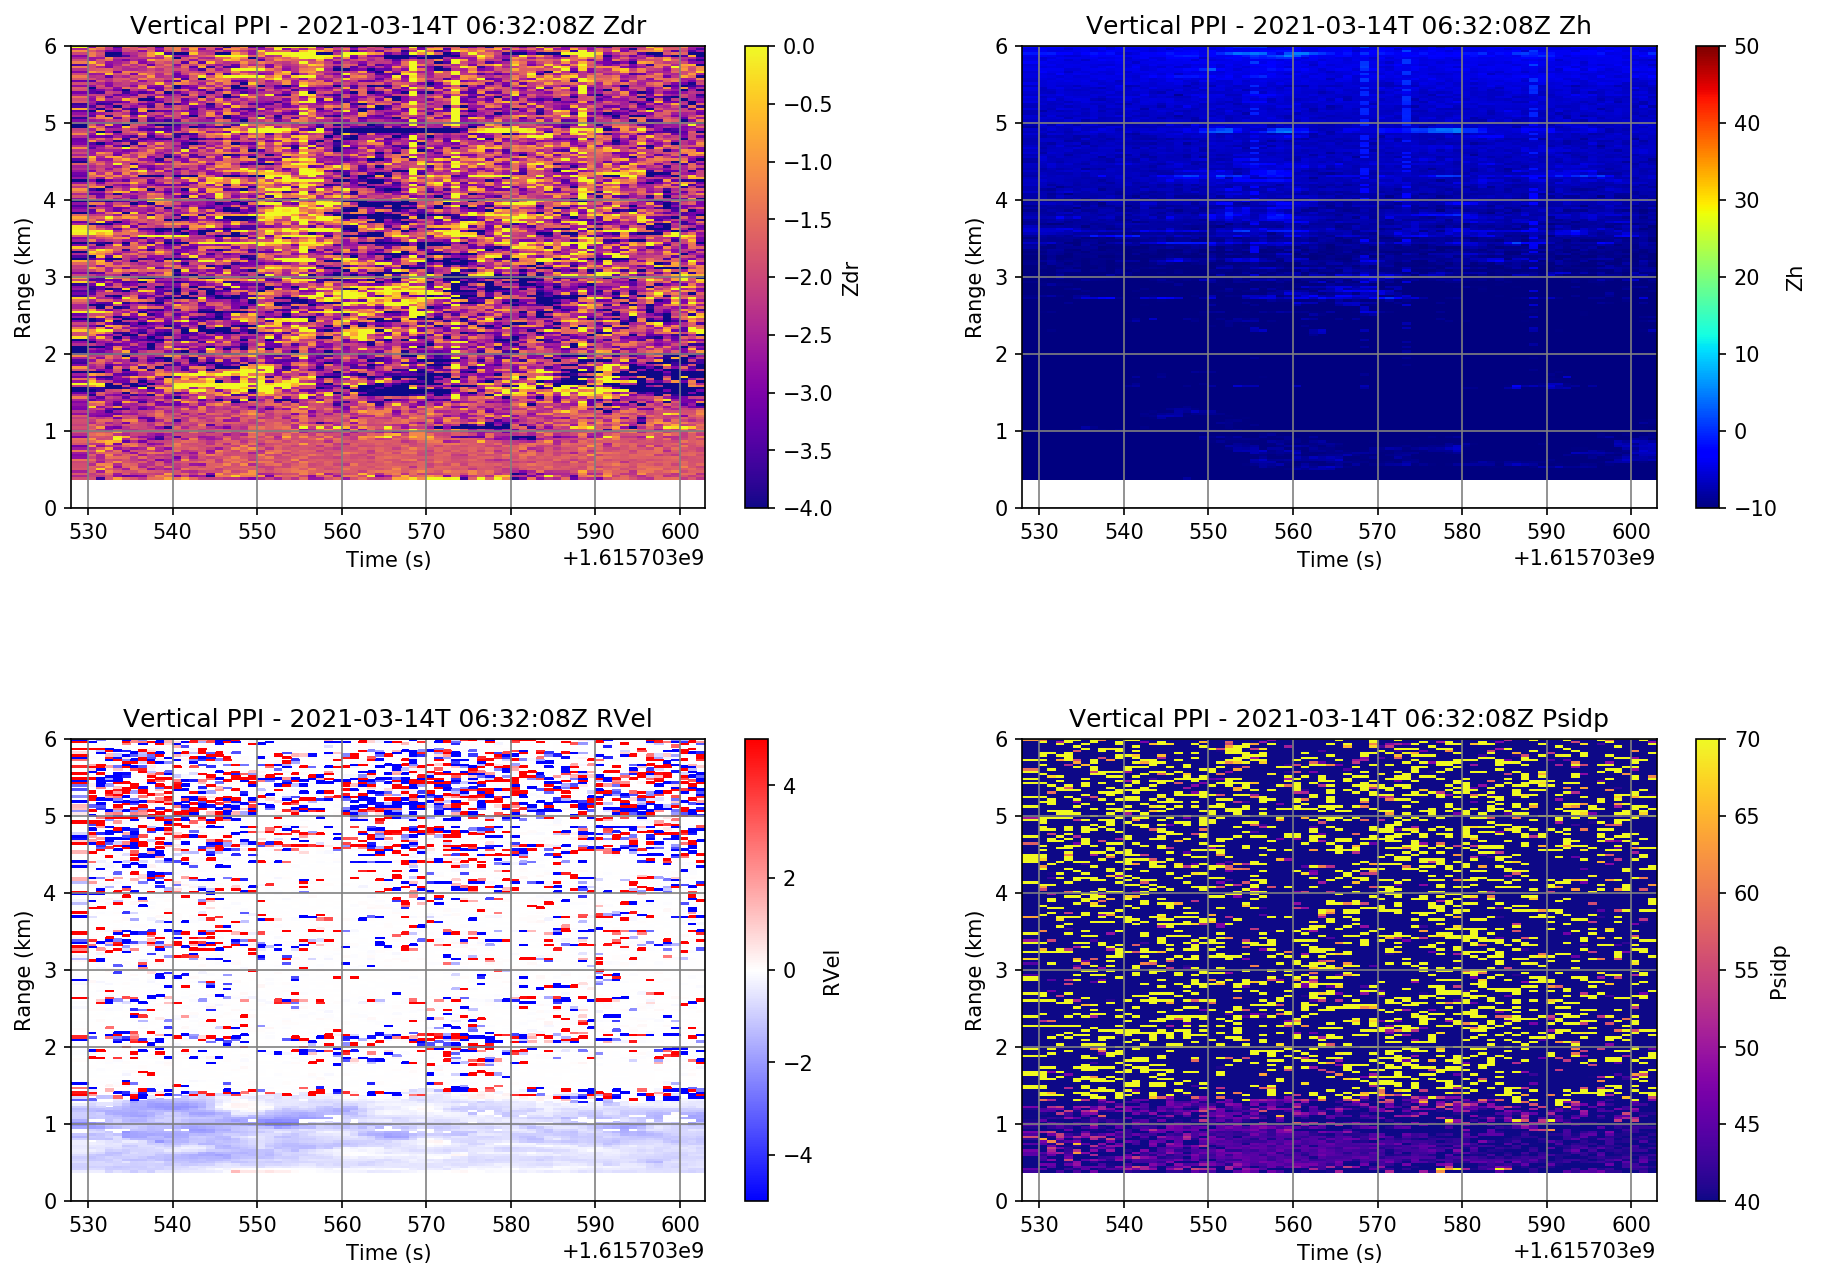 Vertical PPI - 2021-03-14T 06:32:08Z Zdr
6
5
4
3
2
1
0
Range (km)
530 540 550 560 570 580 590 600
Time (s)
+1.615703e9
0.0
−0.5
−1.0
−1.5
−2.0
−2.5
−3.0
−3.5
−4.0
Zdr
Vertical PPI - 2021-03-14T 06:32:08Z Zh
6
5
4
3
2
1
0
Range (km)
530 540 550 560 570 580 590 600
Time (s)
+1.615703e9
50
40
30
20
10
0
−10
Zh
Vertical PPI - 2021-03-14T 06:32:08Z RVel
6
5
4
3
2
1
0
Range (km)
530 540 550 560 570 580 590 600
Time (s)
+1.615703e9
4
2
0
−2
−4
RVel
Vertical PPI - 2021-03-14T 06:32:08Z Psidp
6
5
4
3
2
1
0
Range (km)
530 540 550 560 570 580 590 600
Time (s)
+1.615703e9
70
65
60
55
50
45
40
Psidp